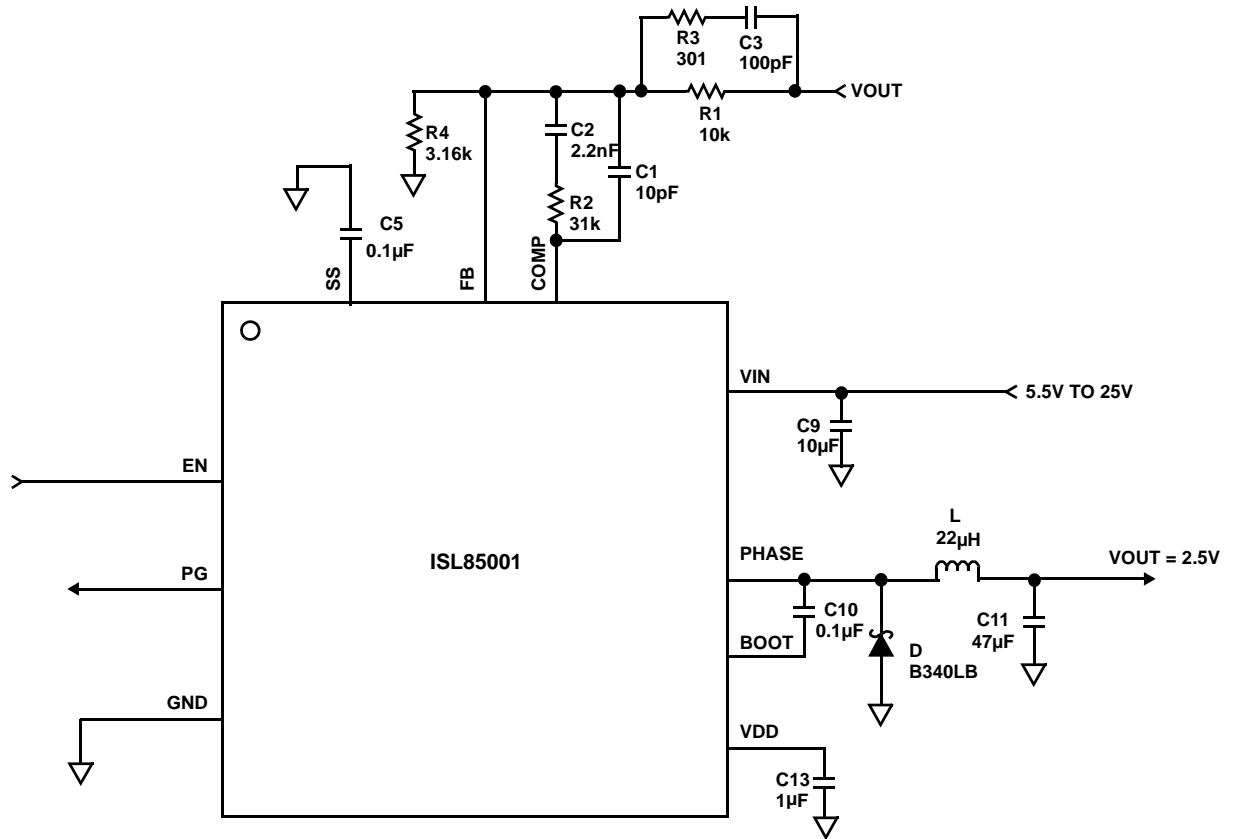 R3
301
C3
100pF
VOUT
R1
10k
R4
3.16k
C2
2.2nF
C1
10pF
R2
31k
C5
0.1µF
SS
FB
COMP
VIN
5.5V TO 25V
C9
10µF
EN
L
22µH
PHASE
VOUT = 2.5V
ISL85001
PG
C10
0.1µF
C11
47µF
BOOT
D
B340LB
GND
VDD
C13
1µF